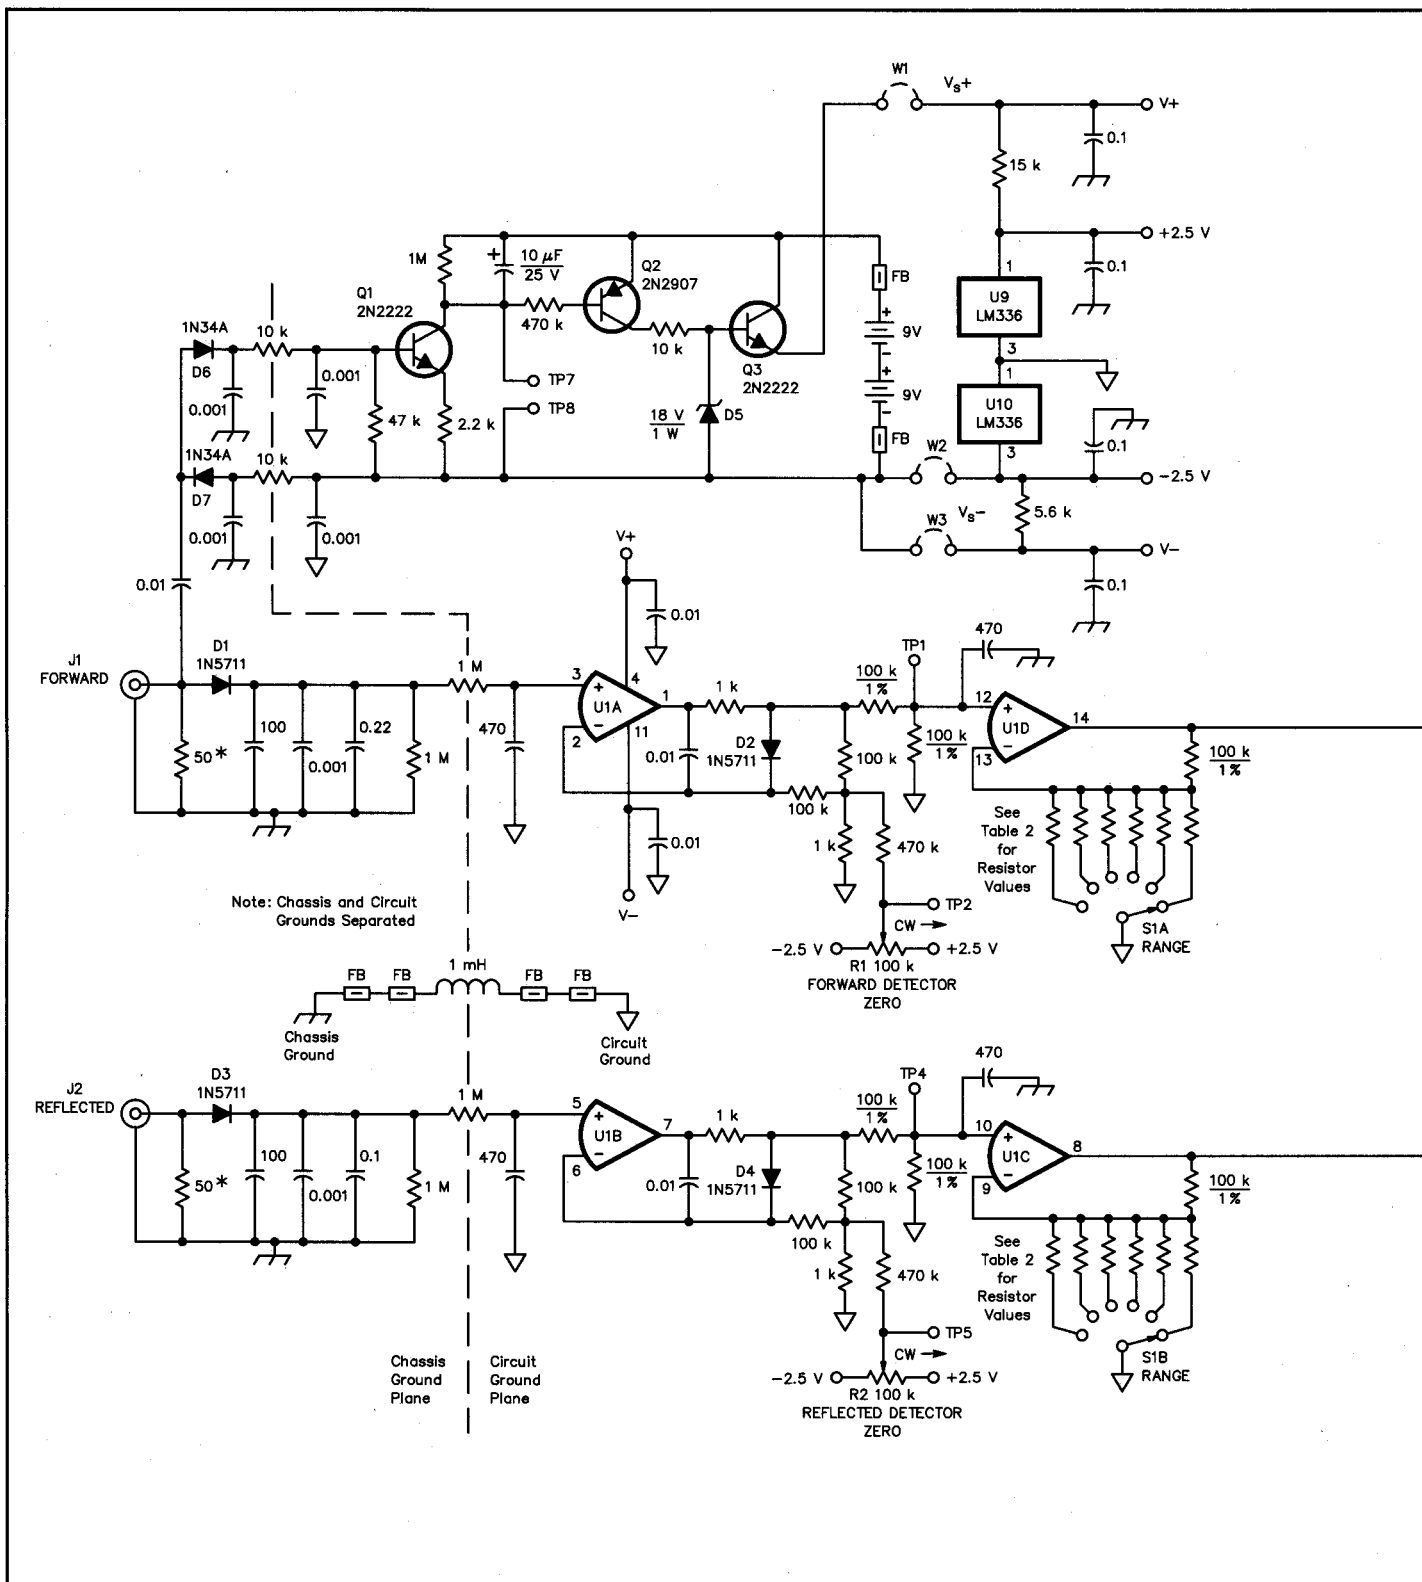 W1
Vs+
V+
0.1
15 k
+2.5 V
0.1
1
U9
LM336
3
1
U10
LM336
3
0.1
W2
-2.5 V
5.6 k
W3
Vs-
V-
0.1
1M
+
10 µF
25 V
Q2
2N2907
FB
+
9V
-
+
9V
-
FB
Q1
2N2222
470 k
10 k
Q3
2N2222
1N34A
10 k
D6
0.001
0.001
TP7
TP8
47 k
2.2 k
18 V
1 W
D5
1N34A
10 k
D7
0.001
0.001
0.01
V+
0.01
J1
FORWARD
D1
1N5711
1 M
3
+
4
U1A
1
-
2
11
1 k
100 k
1%
TP1
470
12
+
U1D
14
-
13
100 k
1%
50*
100
0.001
0.22
1 M
470
0.01
D2
1N5711
100 k
100 k
1%
100 k
1 k
470 k
0.01
V-
See
Table 2
for
Resistor
Values
S1A
RANGE
TP2
CW
-2.5 V
+2.5 V
R1 100 k
FORWARD DETECTOR
ZERO
Note: Chassis and Circuit
Grounds Separated
1 mH
FB
FB
FB
FB
Chassis
Ground
Circuit
Ground
J2
REFLECTED
D3
1N5711
1 M
5
+
U1B
7
-
6
1 k
100 k
1%
TP4
470
10
+
U1C
8
-
9
100 k
1%
50*
100
0.001
0.1
1 M
470
0.01
D4
1N5711
100 k
100 k
1%
100 k
1 k
470 k
See
Table 2
for
Resistor
Values
S1B
RANGE
TP5
CW
-2.5 V
+2.5 V
R2 100 k
REFLECTED DETECTOR
ZERO
Chassis
Ground
Plane
Circuit
Ground
Plane